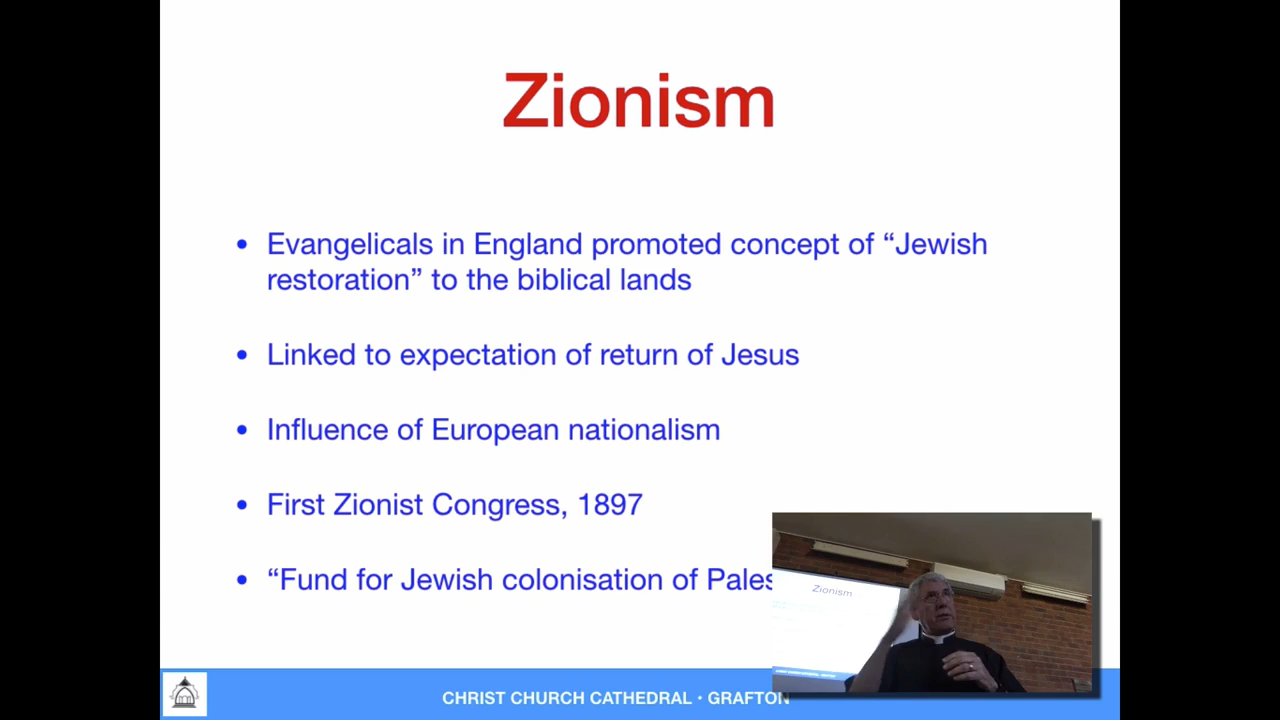 Zionism
• Evangelicals in England promoted concept of “Jewish
restoration” to the biblical lands
• Linked to expectation of return of Jesus
• Influence of European nationalism
• First Zionist Congress, 1897
• “Fund for Jewish colonisation of
Zionism
CHRIST CHURCH CATHEDRAL • GRAFTON